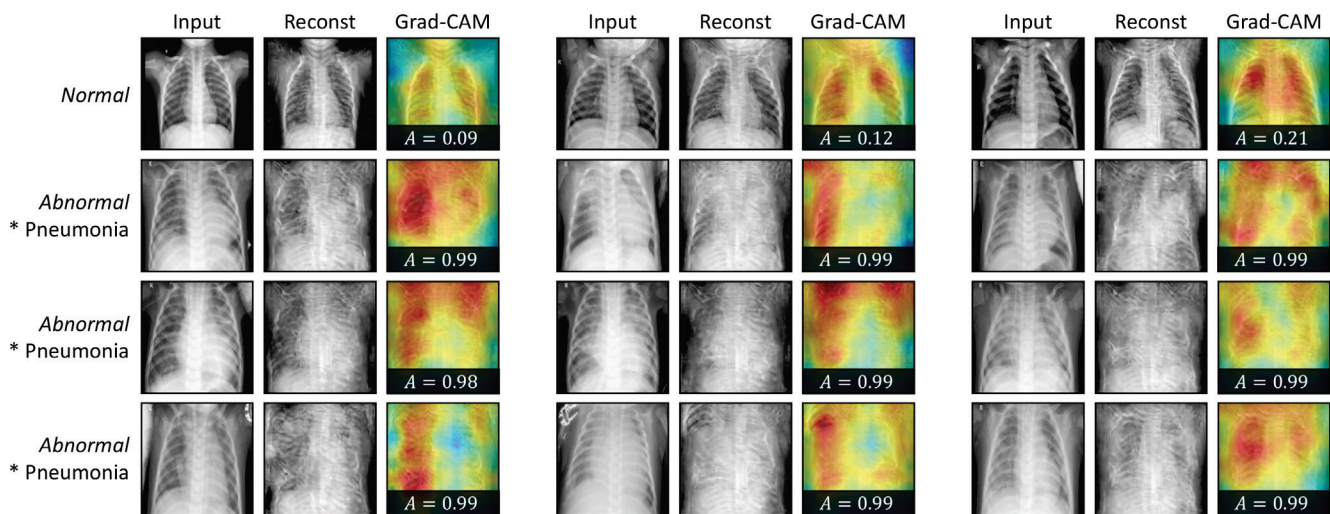 Input Reconst Grad-CAM Input Reconst Grad-CAM Input Reconst Grad-CAM
Normal
A = 0.09 A = 0.12 A = 0.21
Abnormal
* Pneumonia
A = 0.99 A = 0.99 A = 0.99
Abnormal
* Pneumonia
A = 0.98 A = 0.99 A = 0.99
Abnormal
* Pneumonia
A = 0.99 A = 0.99 A = 0.99